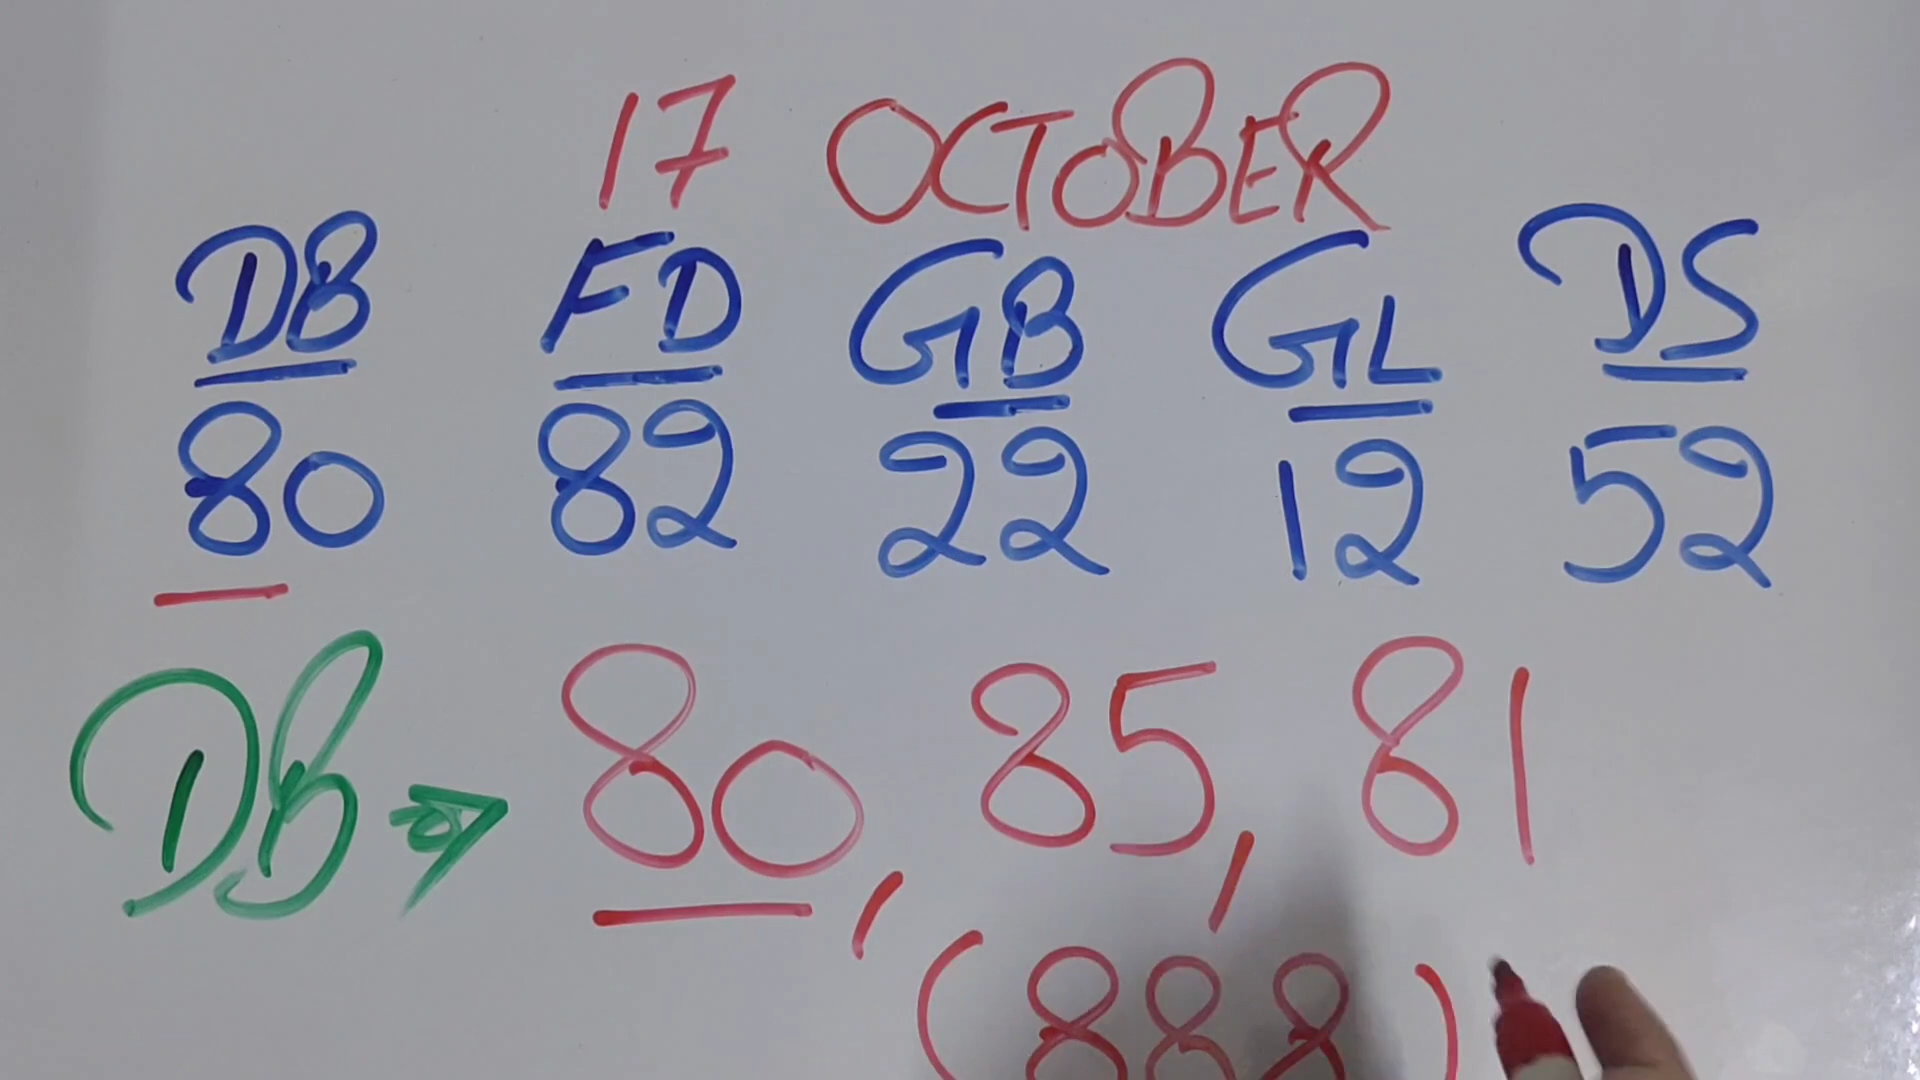 17 OCTOBER
DB FD GB GL DS
80 82 22 12 52
DB ⇒ 80, 85, 81
(888)